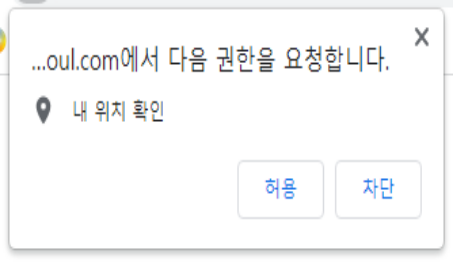 ...oul.com에서 다음 권한을 요청합니다.
내 위치 확인
허용 차단